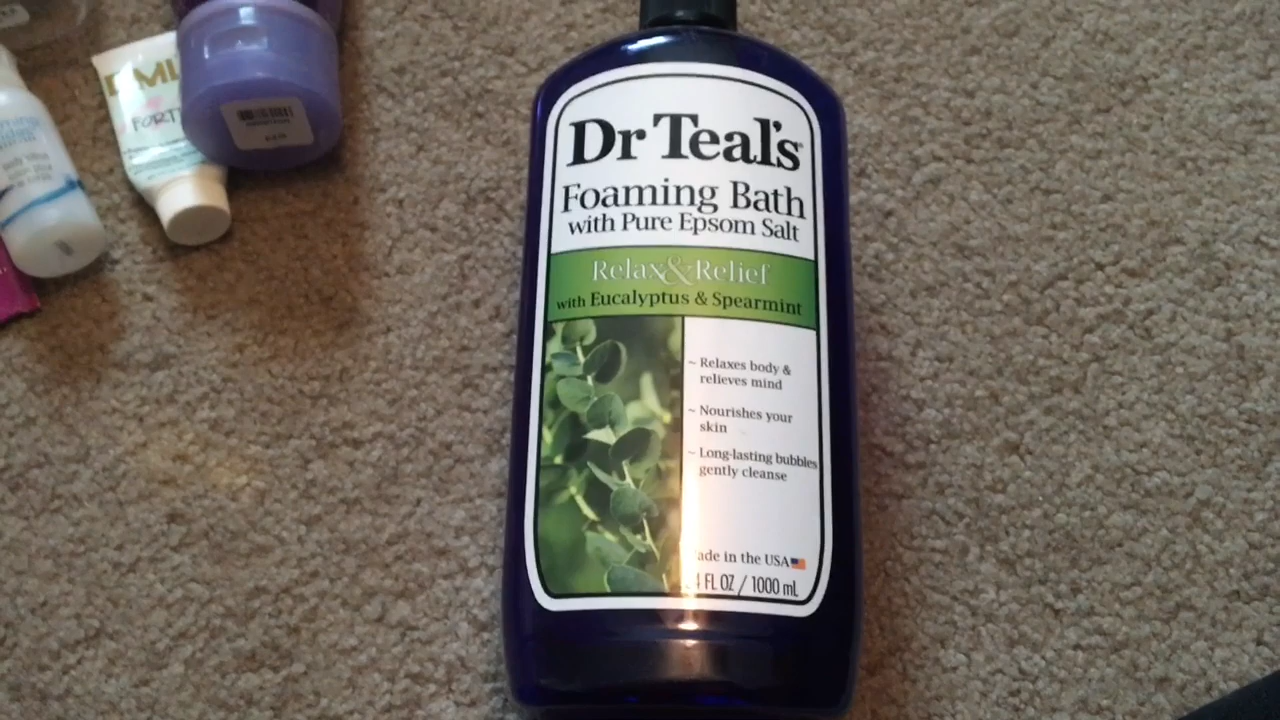 Dr Teal's
Foaming Bath
with Pure Epsom Salt
Relax & Relief
with Eucalyptus & Spearmint
~ Relaxes body &
relieves mind
~ Nourishes your
skin
~ Long-lasting bubbles
gently cleanse
in the USA
FL OZ / 1000 mL
FORT